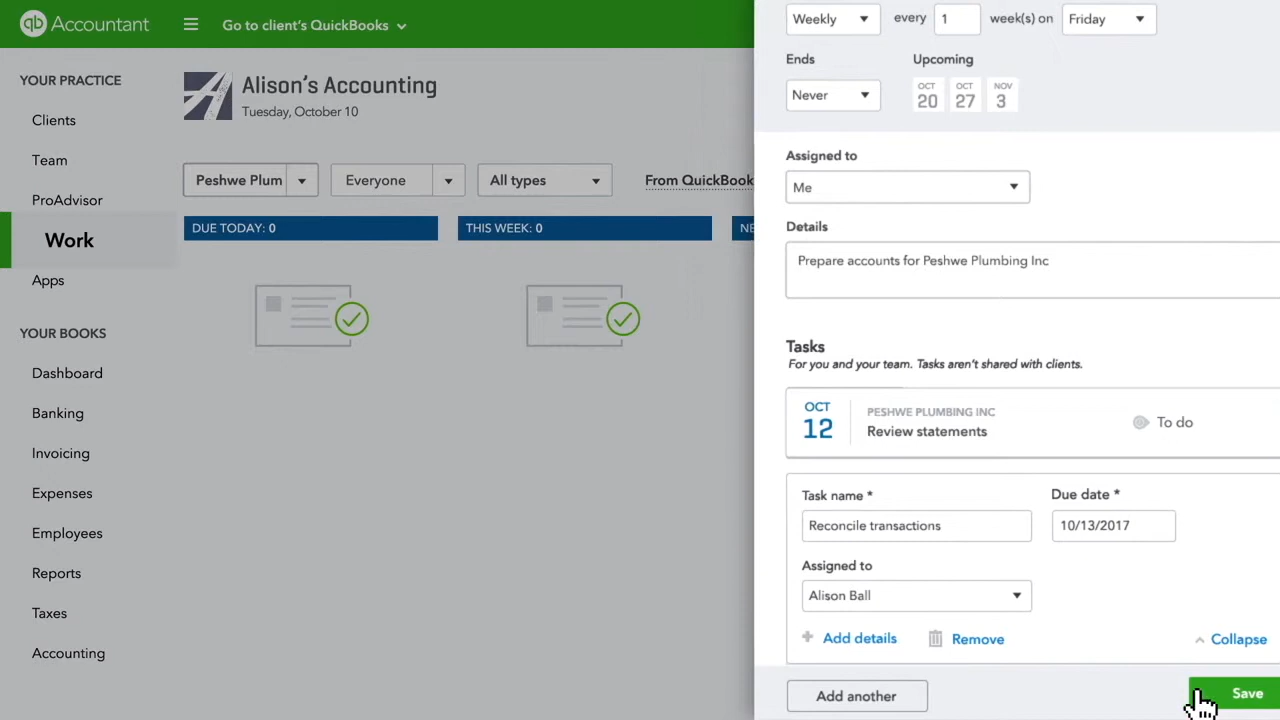 qb Accountant
Go to client's QuickBooks
YOUR PRACTICE
Clients
Team
ProAdvisor
Work
Apps
YOUR BOOKS
Dashboard
Banking
Invoicing
Expenses
Employees
Reports
Taxes
Accounting
Alison's Accounting
Tuesday, October 10
Peshwe Plum
Everyone
All types
From QuickBook
DUE TODAY: 0
THIS WEEK: 0
NE
Weekly every 1 week(s) on Friday
Ends
Upcoming
Never
OCT 20
OCT 27
NOV 3
Assigned to
Me
Details
Prepare accounts for Peshwe Plumbing Inc
Tasks
For you and your team. Tasks aren't shared with clients.
OCT
12
PESHWE PLUMBING INC
Review statements
To do
Task name *
Due date *
Reconcile transactions
10/13/2017
Assigned to
Alison Ball
+ Add details
Remove
Collapse
Add another
Save